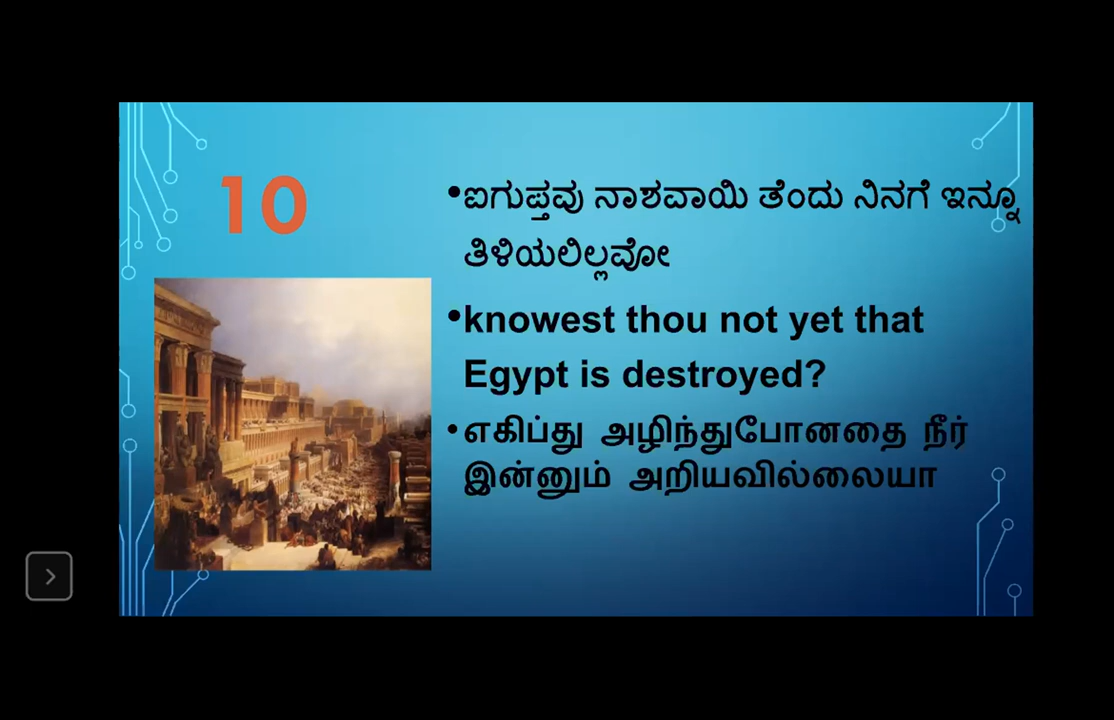 10
•ಐಗುಪ್ತವು ನಾಶವಾಯಿ ತೆಂದು ನಿನಗೆ ಇನ್ನೂ
ತಿಳಿಯಲಿಲ್ಲವೋ
•knowest thou not yet that
Egypt is destroyed?
•எகிப்து அழிந்துபோனதை நீர்
இன்னும் அறியவில்லையா